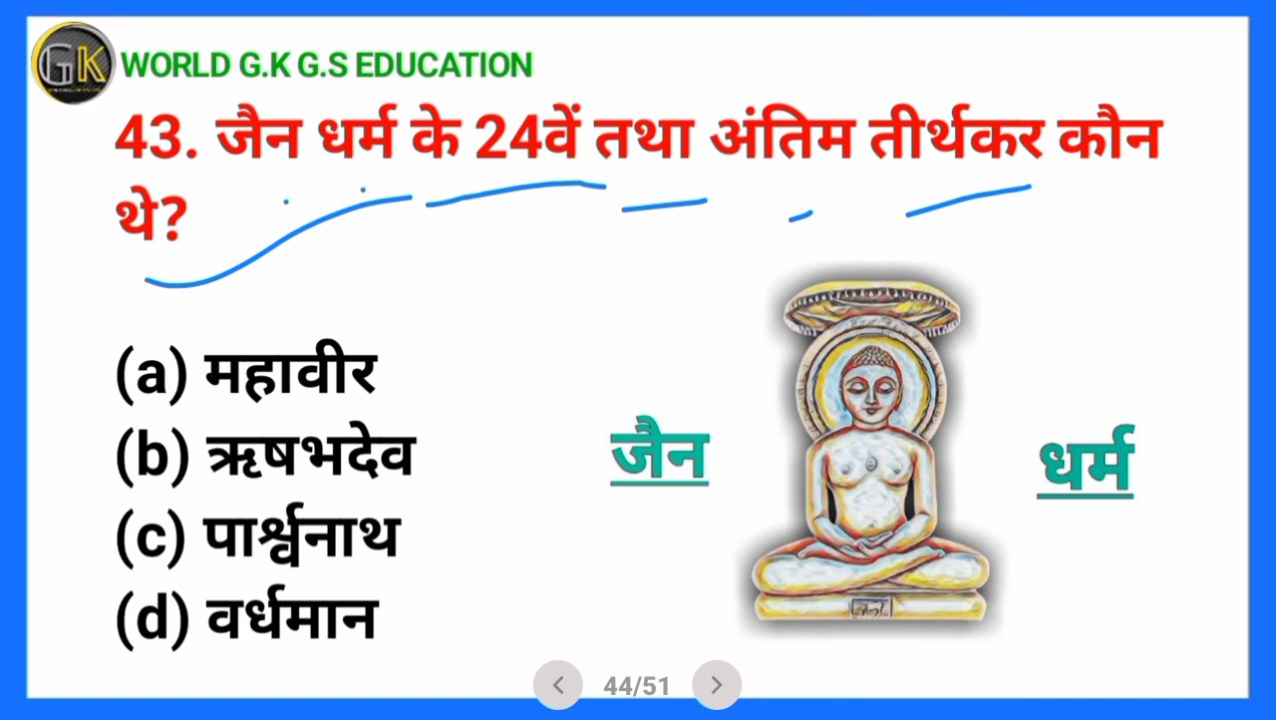 GK
WORLD G.K G.S EDUCATION
43. जैन धर्म के 24वें तथा अंतिम तीर्थकर कौन
थे?
(a) महावीर
(b) ऋषभदेव
(c) पार्श्वनाथ
(d) वर्धमान
जैन
धर्म
44/51